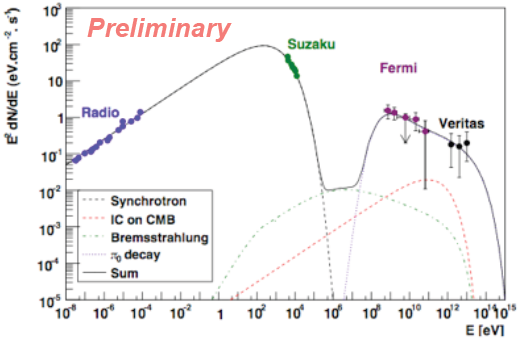 Preliminary
E² dN/dE (eV.cm⁻². s¹)
10³
10²
10
1
10⁻¹
10⁻²
10⁻³
10⁻⁴
10⁻⁵
Radio
Suzaku
Fermi
Veritas
Synchrotron
IC on CMB
Bremsstrahlung
π₀ decay
Sum
10⁻⁸ 10⁻⁶ 10⁻⁴ 10⁻² 1 10² 10⁴ 10⁶ 10⁸ 10¹⁰ 10¹² 10¹⁴ 10¹⁵
E [eV]